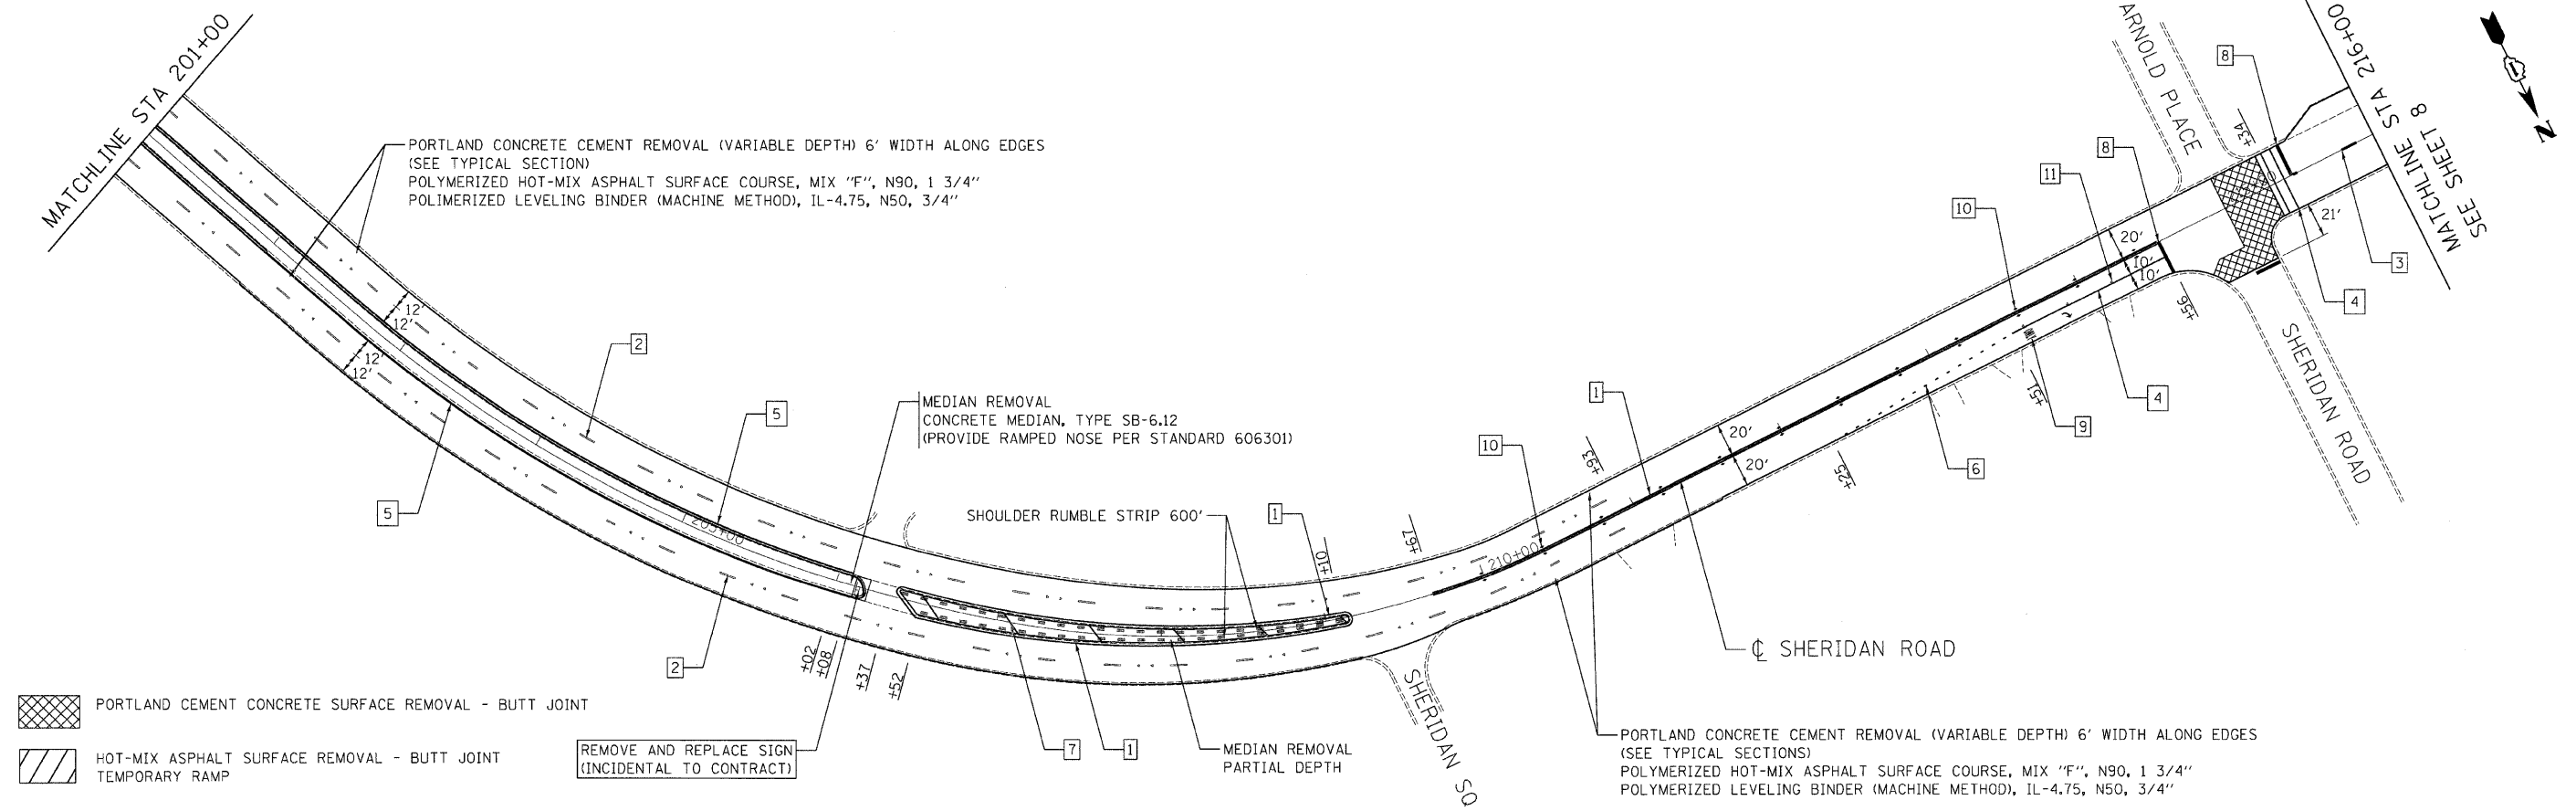 MATCHLINE STA 201+00
PORTLAND CONCRETE CEMENT REMOVAL (VARIABLE DEPTH) 6' WIDTH ALONG EDGES
(SEE TYPICAL SECTION)
POLYMERIZED HOT-MIX ASPHALT SURFACE COURSE, MIX "F", N90, 1 3/4"
POLIMERIZED LEVELING BINDER (MACHINE METHOD), IL-4.75, N50, 3/4"
ARNOLD PLACE
MATCHLINE STA 216+00
SEE SHEET 8
N
8
+34
8
11
10
20'
10'
10'
21'
3
4
+56
SHERIDAN ROAD
12'
12'
12'
12'
2
5
5
205+00
2
MEDIAN REMOVAL
CONCRETE MEDIAN, TYPE SB-6.12
(PROVIDE RAMPED NOSE PER STANDARD 606301)
SHOULDER RUMBLE STRIP 600'
1
+10
+67
10
+93
1
20'
20'
+25
+51
6
9
4
210+00
℄ SHERIDAN ROAD
+02
+08
+37
+52
7
1
MEDIAN REMOVAL
PARTIAL DEPTH
SHERIDAN SQ
REMOVE AND REPLACE SIGN
(INCIDENTAL TO CONTRACT)
PORTLAND CEMENT CONCRETE SURFACE REMOVAL - BUTT JOINT
HOT-MIX ASPHALT SURFACE REMOVAL - BUTT JOINT
TEMPORARY RAMP
PORTLAND CONCRETE CEMENT REMOVAL (VARIABLE DEPTH) 6' WIDTH ALONG EDGES
(SEE TYPICAL SECTIONS)
POLYMERIZED HOT-MIX ASPHALT SURFACE COURSE, MIX "F", N90, 1 3/4"
POLYMERIZED LEVELING BINDER (MACHINE METHOD), IL-4.75, N50, 3/4"